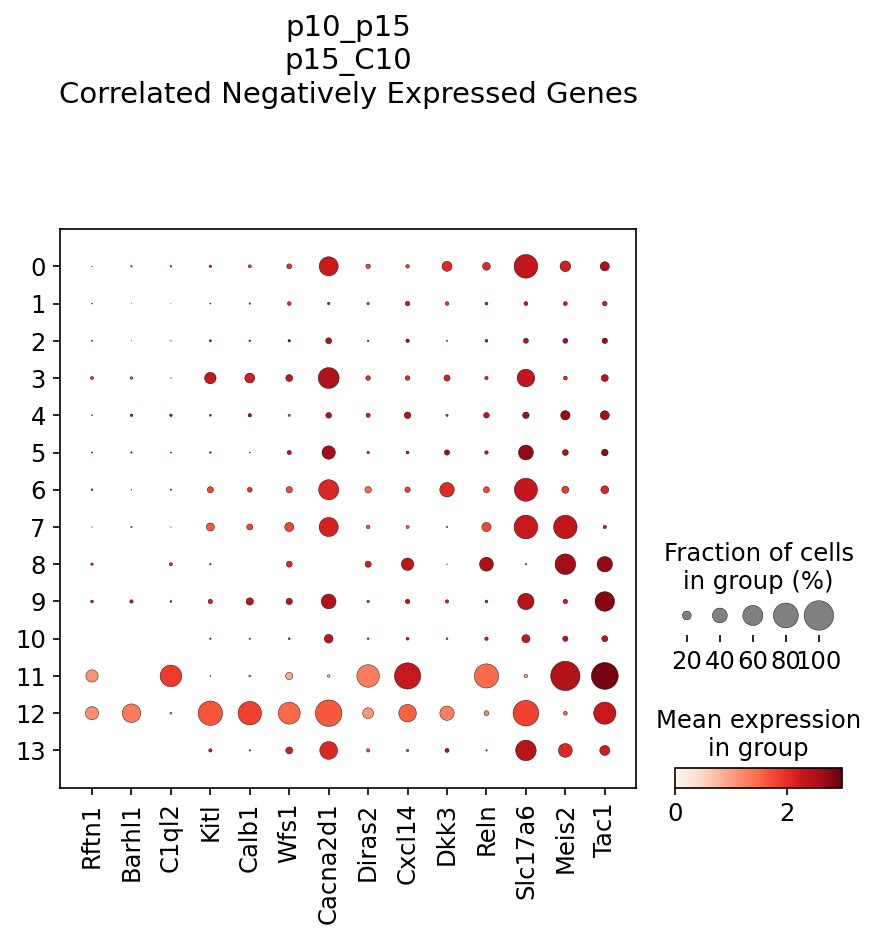 p10_p15
p15_C10
Correlated Negatively Expressed Genes
0
1
2
3
4
5
6
7
8
9
10
11
12
13
Rftn1
Barhl1
C1ql2
Kitl
Calb1
Wfs1
Cacna2d1
Diras2
Cxcl14
Dkk3
Reln
Slc17a6
Meis2
Tac1
Fraction of cells
in group (%)
20 40 60 80 100
Mean expression
in group
0 2